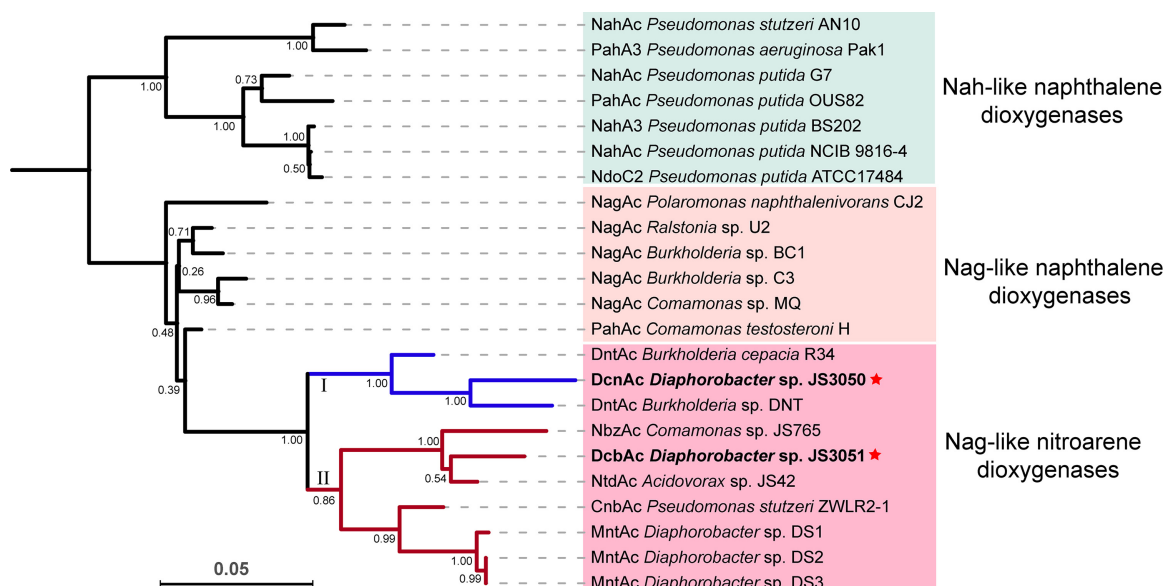 NahAc Pseudomonas stutzeri AN10
1.00
PahA3 Pseudomonas aeruginosa Pak1
1.00
0.73
NahAc Pseudomonas putida G7
PahAc Pseudomonas putida OUS82
1.00
NahA3 Pseudomonas putida BS202
1.00
NahAc Pseudomonas putida NCIB 9816-4
0.50
NdoC2 Pseudomonas putida ATCC17484
Nah-like naphthalene
dioxygenases
NagAc Polaromonas naphthalenivorans CJ2
0.71
NagAc Ralstonia sp. U2
NagAc Burkholderia sp. BC1
0.26
NagAc Burkholderia sp. C3
0.96
NagAc Comamonas sp. MQ
0.48
PahAc Comamonas testosteroni H
Nag-like naphthalene
dioxygenases
0.39
DntAc Burkholderia cepacia R34
I
1.00
DcnAc Diaphorobacter sp. JS3050
1.00
DntAc Burkholderia sp. DNT
1.00
NbzAc Comamonas sp. JS765
1.00
DcbAc Diaphorobacter sp. JS3051
II
0.86
0.54
NtdAc Acidovorax sp. JS42
CnbAc Pseudomonas stutzeri ZWLR2-1
0.99
MntAc Diaphorobacter sp. DS1
1.00
MntAc Diaphorobacter sp. DS2
0.99
MntAc Diaphorobacter sp. DS3
Nag-like nitroarene
dioxygenases
0.05